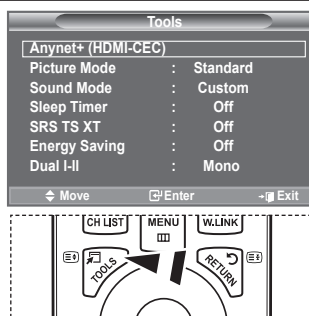 Tools
Anynet+ (HDMI-CEC)
Picture Mode : Standard
Sound Mode : Custom
Sleep Timer : Off
SRS TS XT : Off
Energy Saving : Off
Dual I-II : Mono
Move Enter Exit
CH LIST MENU W.LINK
TOOLS RETURN